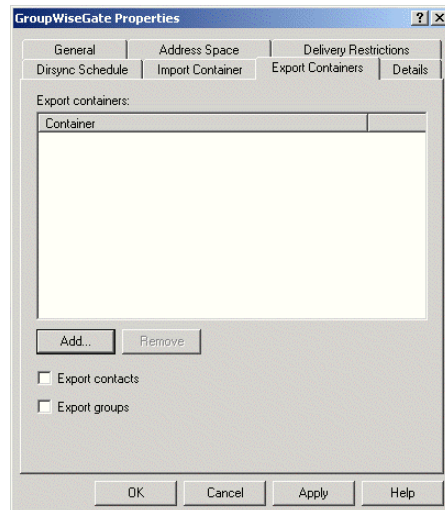 GroupWiseGate Properties
General Address Space Delivery Restrictions
Dirsync Schedule Import Container Export Containers Details
Export containers:
Container
Add... Remove
Export contacts
Export groups
OK Cancel Apply Help